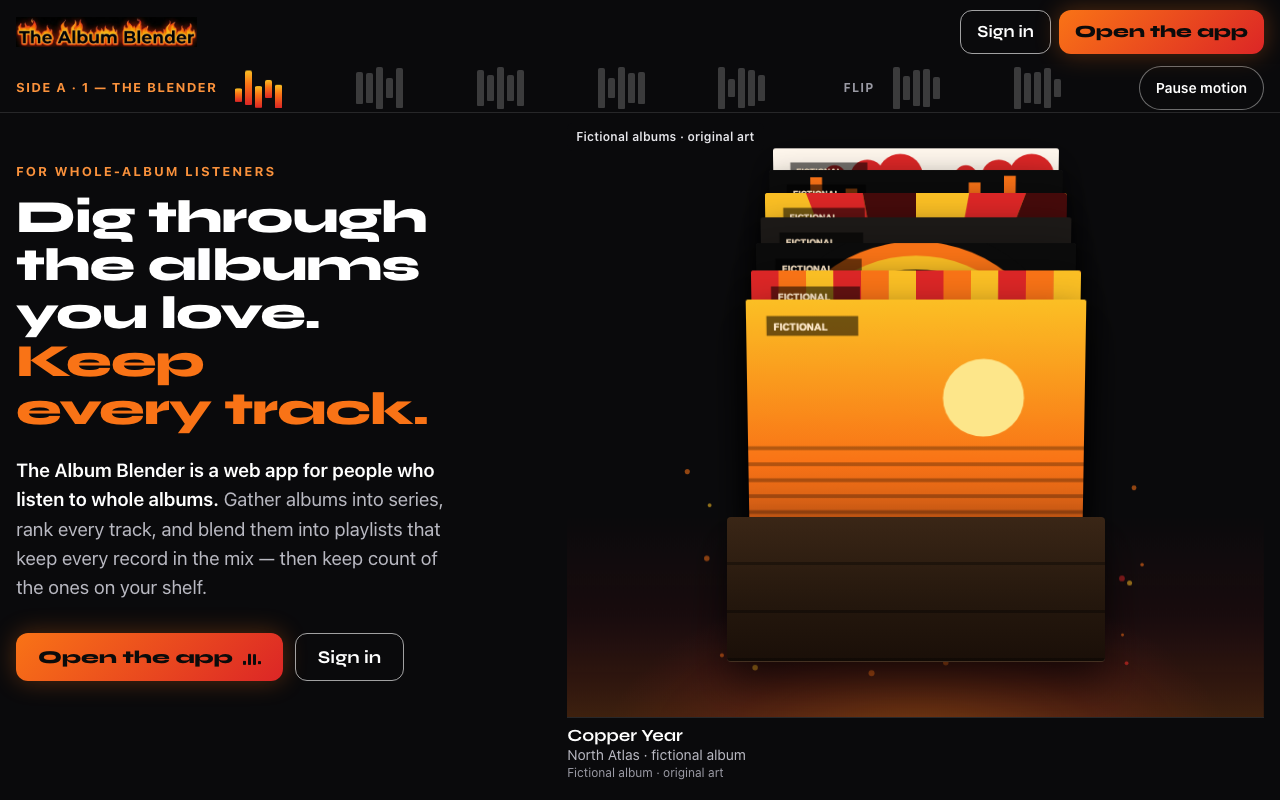 The Album Blender
Sign in
Open the app
SIDE A · 1 — THE BLENDER
FLIP
Pause motion
Fictional albums · original art
FOR WHOLE-ALBUM LISTENERS
Dig through
the albums
you love.
Keep
every track.
The Album Blender is a web app for people who
listen to whole albums. Gather albums into series,
rank every track, and blend them into playlists that
keep every record in the mix — then keep count of
the ones on your shelf.
Open the app
Sign in
FICTIONAL
FICTIONAL
FICTIONAL
FICTIONAL
FICTIONAL
FICTIONAL
FICTIONAL
Copper Year
North Atlas · fictional album
Fictional album · original art